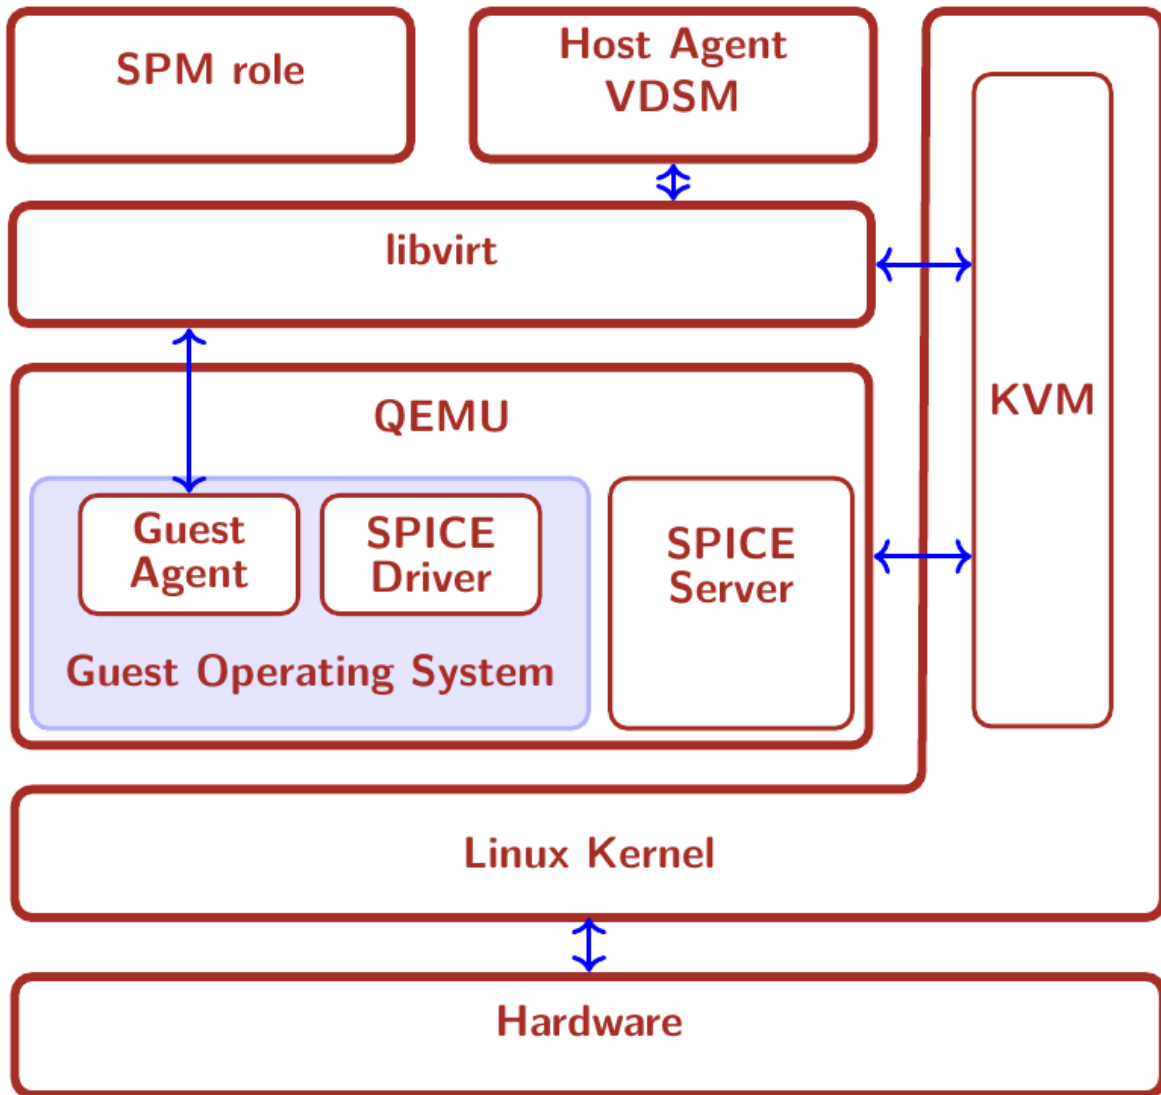 SPM role
Host Agent
VDSM
libvirt
QEMU
KVM
Guest
Agent
SPICE
Driver
SPICE
Server
Guest Operating System
Linux Kernel
Hardware